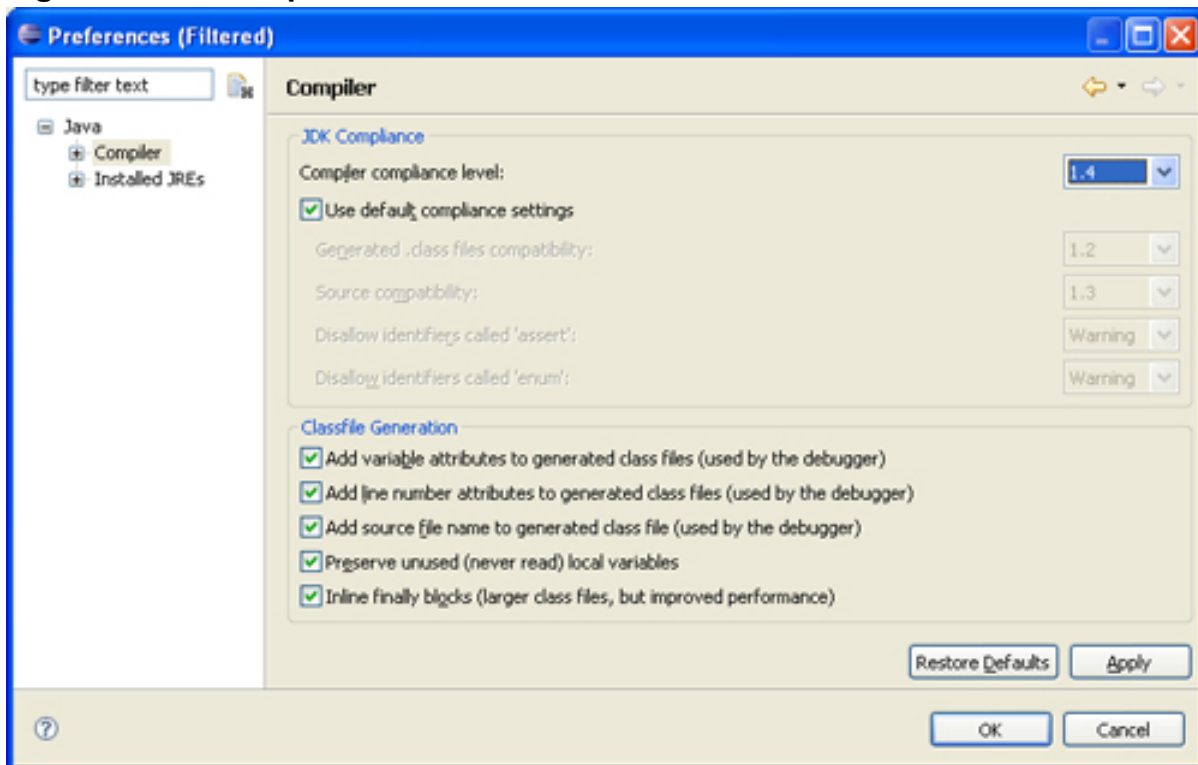 Preferences (Filtered)
type filter text
Java
Compiler
Installed JREs
Compiler
JDK Compliance
Compiler compliance level:
1.4
Use default compliance settings
Generated .class files compatibility:
1.2
Source compatibility:
1.3
Disallow identifiers called 'assert':
Warning
Disallow identifiers called 'enum':
Warning
Classfile Generation
Add variable attributes to generated class files (used by the debugger)
Add line number attributes to generated class files (used by the debugger)
Add source file name to generated class file (used by the debugger)
Preserve unused (never read) local variables
Inline finally blocks (larger class files, but improved performance)
Restore Defaults
Apply
OK
Cancel